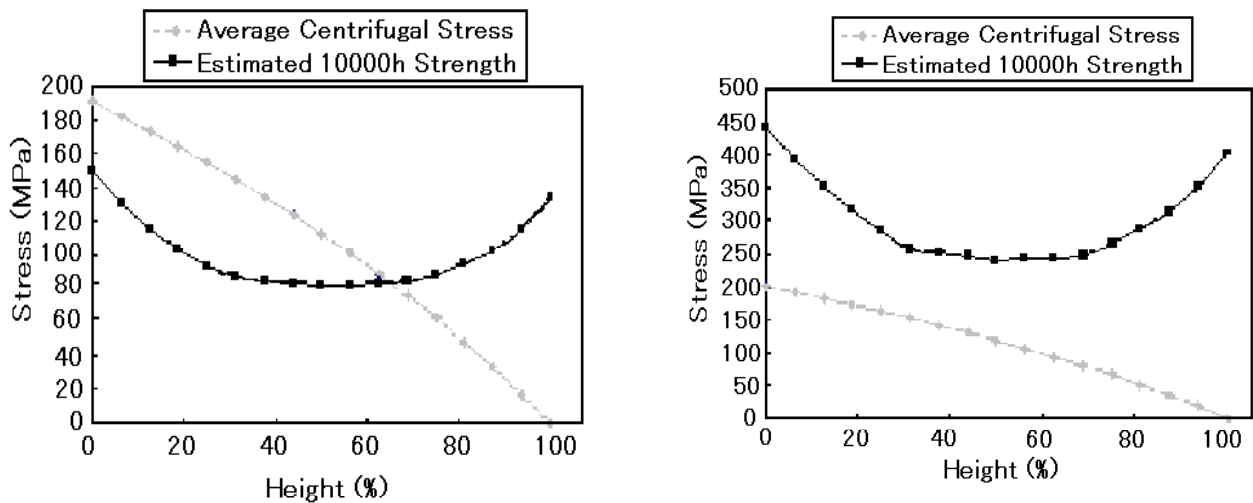 Average Centrifugal Stress
Estimated 10000h Strength
Stress (MPa)
200
180
160
140
120
100
80
60
40
20
0
0 20 40 60 80 100
Height (%)
Average Centrifugal Stress
Estimated 10000h Strength
Stress (MPa)
500
450
400
350
300
250
200
150
100
50
0
0 20 40 60 80 100
Height (%)